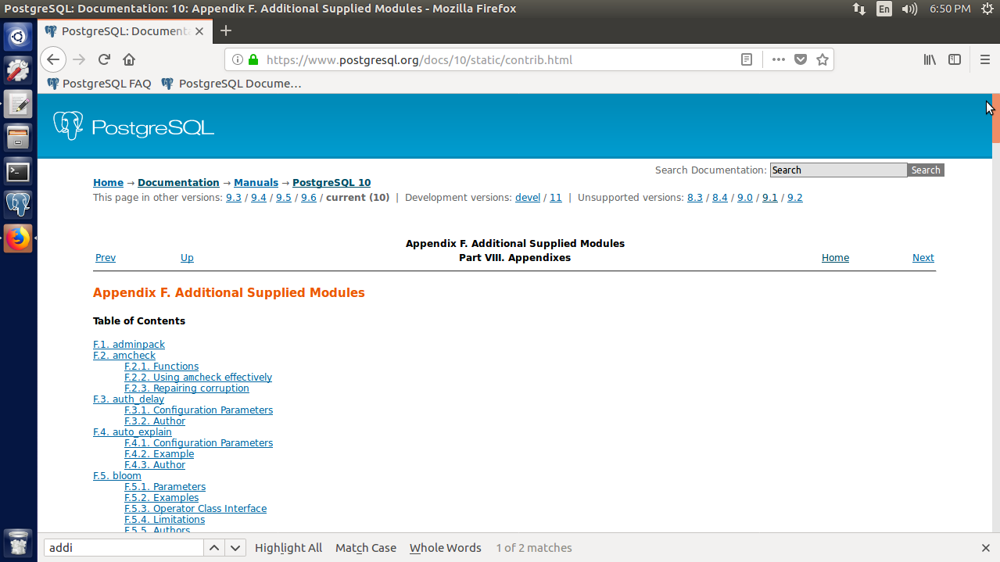 PostgreSQL: Documentation: 10: Appendix F. Additional Supplied Modules - Mozilla Firefox
En
6:50 PM
PostgreSQL: Documenta
https://www.postgresql.org/docs/10/static/contrib.html
PostgreSQL FAQ
PostgreSQL Docume...
PostgreSQL
Search Documentation: Search Search
Home → Documentation → Manuals → PostgreSQL 10
This page in other versions: 9.3 / 9.4 / 9.5 / 9.6 / current (10) | Development versions: devel / 11 | Unsupported versions: 8.3 / 8.4 / 9.0 / 9.1 / 9.2
Appendix F. Additional Supplied Modules
Prev Up Part VIII. Appendixes Home Next
Appendix F. Additional Supplied Modules
Table of Contents
F.1. adminpack
F.2. amcheck
F.2.1. Functions
F.2.2. Using amcheck effectively
F.2.3. Repairing corruption
F.3. auth_delay
F.3.1. Configuration Parameters
F.3.2. Author
F.4. auto_explain
F.4.1. Configuration Parameters
F.4.2. Example
F.4.3. Author
F.5. bloom
F.5.1. Parameters
F.5.2. Examples
F.5.3. Operator Class Interface
F.5.4. Limitations
F.5.5. Authors
addi
Highlight All Match Case Whole Words 1 of 2 matches